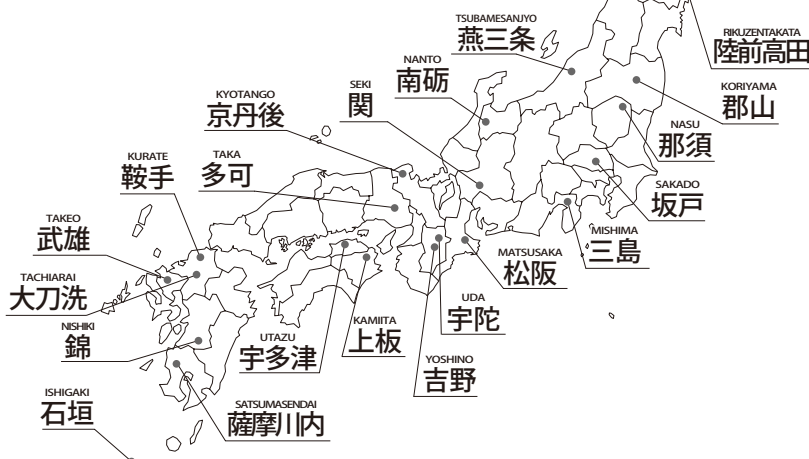 TSUBAMESANJYO
燕三条
RIKUZENTAKATA
陸前高田
NANTO
南砺
SEKI
関
KORIYAMA
郡山
KYOTANGO
京丹後
NASU
那須
TAKA
多可
KURATE
鞍手
SAKADO
坂戸
TAKEO
武雄
MISHIMA
三島
MATSUSAKA
松阪
TACHIARAI
大刀洗
UDA
宇陀
KAMIITA
上板
NISHIKI
錦
UTAZU
宇多津
YOSHINO
吉野
ISHIGAKI
石垣
SATSUMASENDAI
薩摩川内